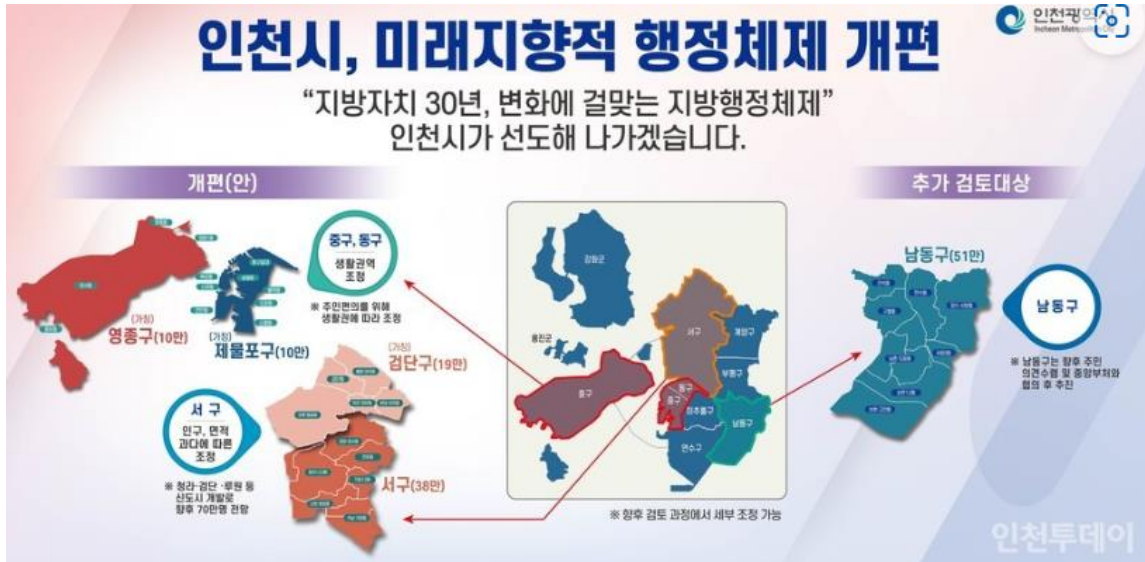 인천광역시
Incheon Metropolitan City
인천시, 미래지향적 행정체제 개편
“지방자치 30년, 변화에 걸맞는 지방행정체제”
인천시가 선도해 나가겠습니다.
개편(안)
중구, 동구
생활권역
조정
※ 주민편의를 위해
생활권에 따라 조정
(가칭)
영종구(10만)
(가칭)
제물포구(10만)
(가칭)
검단구(19만)
서구
인구, 면적
과다에 따른
조정
※ 청라·검단·루원 등
신도시 개발로
향후 70만명 전망
서구(38만)
강화군
옹진군
서구
계양구
부평구
중구
동구
중구
미추홀구
남동구
연수구
※ 향후 검토 과정에서 세부 조정 가능
추가 검토대상
남동구(51만)
남동구
※ 남동구는 향후 주민
의견수렴 및 중앙부처와
협의 후 추진
인천투데이